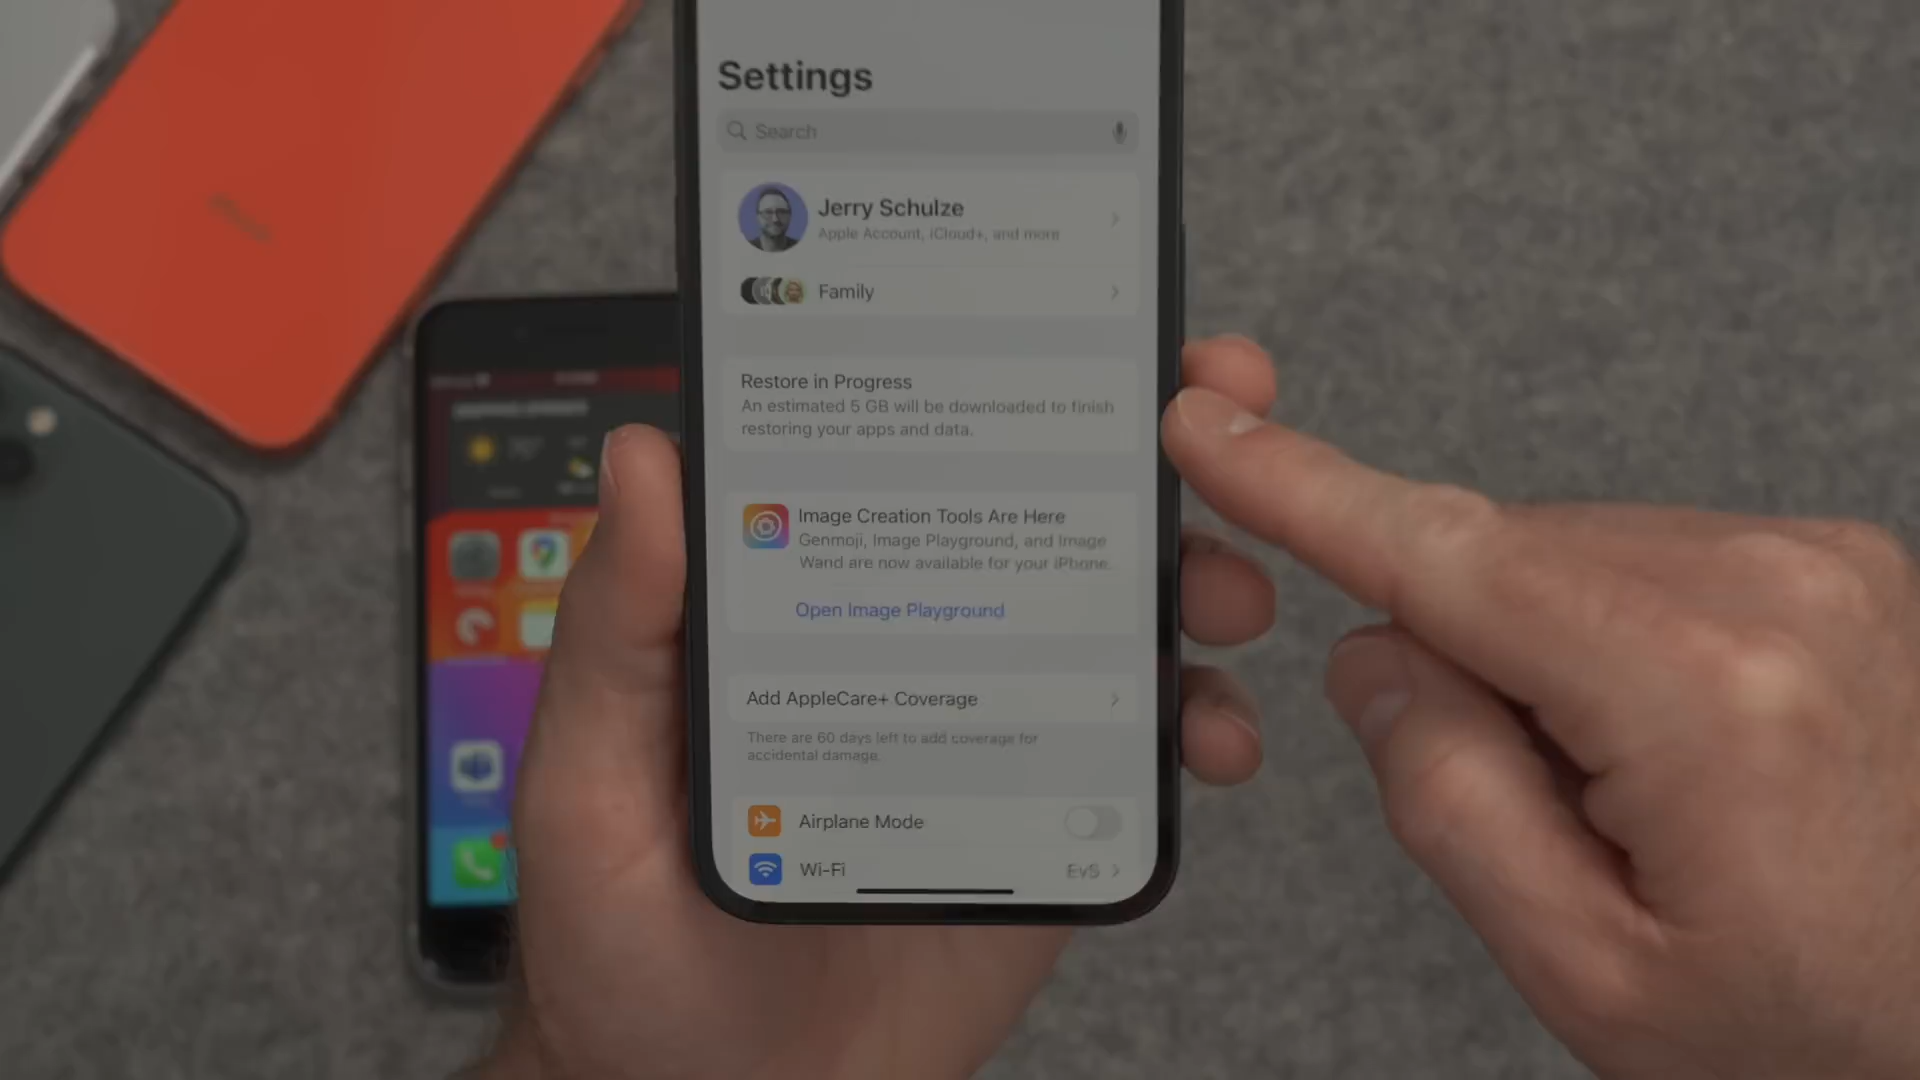 Settings
Search
Jerry Schulze
Apple Account, iCloud+, and more
Family
Restore in Progress
An estimated 5 GB will be downloaded to finish
restoring your apps and data.
Image Creation Tools Are Here
Genmoji, Image Playground, and Image
Wand are now available for your iPhone.
Open Image Playground
Add AppleCare+ Coverage
There are 60 days left to add coverage for
accidental damage.
Airplane Mode
Wi-Fi
Ev5